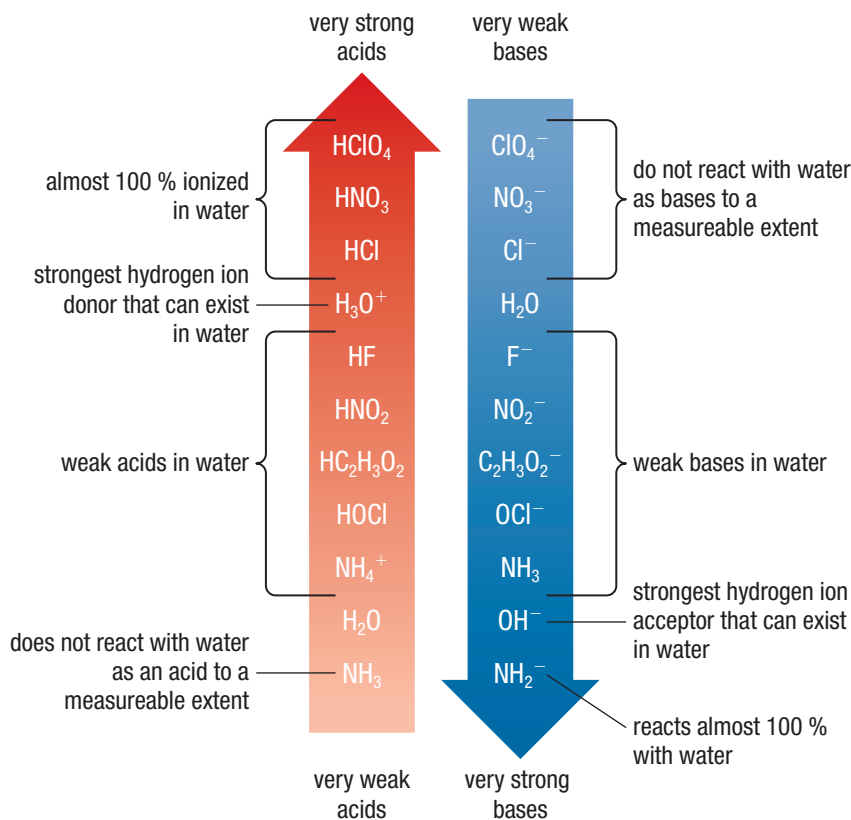 very strong
acids
very weak
bases
almost 100 % ionized
in water
strongest hydrogen ion
donor that can exist
in water
weak acids in water
does not react with water
as an acid to a
measureable extent
HClO₄
HNO₃
HCl
H₃O⁺
HF
HNO₂
HC₂H₃O₂
HOCl
NH₄⁺
H₂O
NH₃
ClO₄⁻
NO₃⁻
Cl⁻
H₂O
F⁻
NO₂⁻
C₂H₃O₂⁻
OCl⁻
NH₃
OH⁻
NH₂⁻
do not react with water
as bases to a
measureable extent
weak bases in water
strongest hydrogen ion
acceptor that can exist
in water
reacts almost 100 %
with water
very weak
acids
very strong
bases